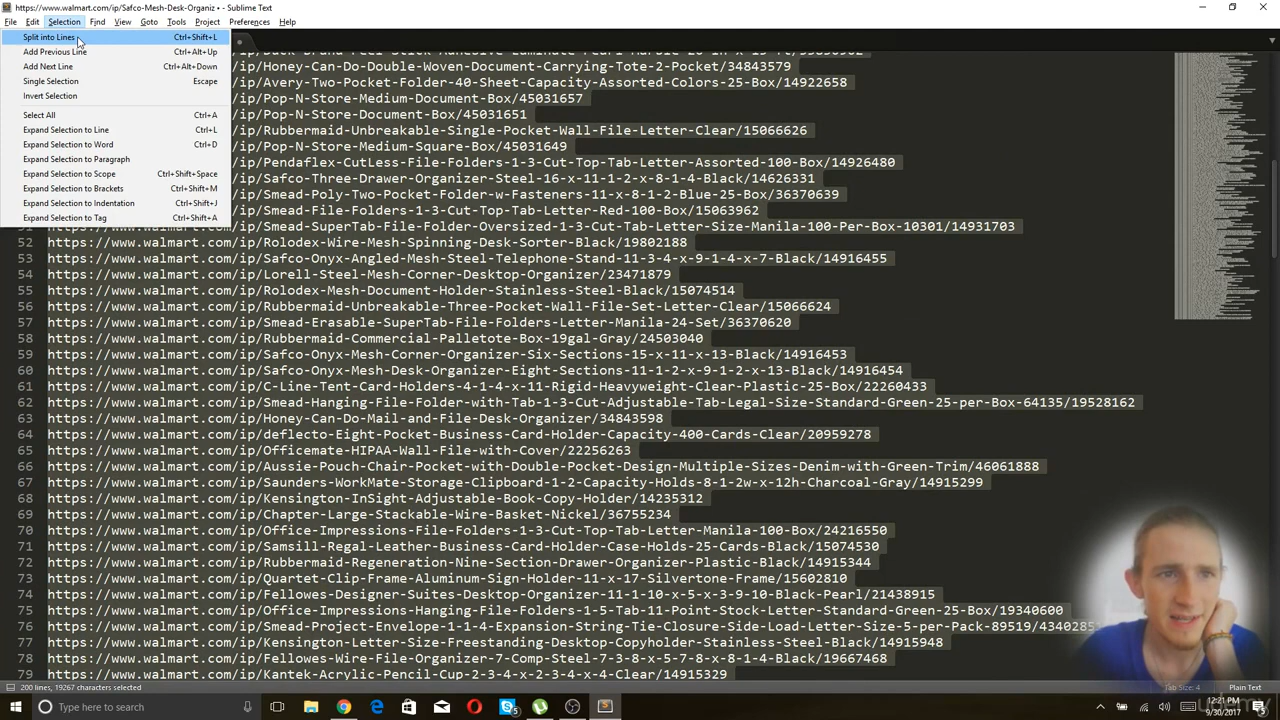 https://www.walmart.com/ip/Safco-Mesh-Desk-Organiz • - Sublime Text
File Edit Selection Find View Goto Tools Project Preferences Help
Split into Lines Ctrl+Shift+L
Add Previous Line Ctrl+Alt+Up
Add Next Line Ctrl+Alt+Down
Single Selection Escape
Invert Selection
Select All Ctrl+A
Expand Selection to Line Ctrl+L
Expand Selection to Word Ctrl+D
Expand Selection to Paragraph
Expand Selection to Scope Ctrl+Shift+Space
Expand Selection to Brackets Ctrl+Shift+M
Expand Selection to Indentation Ctrl+Shift+J
Expand Selection to Tag Ctrl+Shift+A
/ip/Honey-Can-Do-Double-Woven-Document-Carrying-Tote-2-Pocket/34843579
/ip/Avery-Two-Pocket-Folder-40-Sheet-Capacity-Assorted-Colors-25-Box/14922658
/ip/Pop-N-Store-Medium-Document-Box/45031657
/ip/Pop-N-Store-Document-Box/45031651
/ip/Rubbermaid-Unbreakable-Single-Pocket-Wall-File-Letter-Clear/15066626
/ip/Pop-N-Store-Medium-Square-Box/45031649
/ip/Pendaflex-CutLess-File-Folders-1-3-Cut-Top-Tab-Letter-Assorted-100-Box/14926480
/ip/Safco-Three-Drawer-Organizer-Steel-16-x-11-1-2-x-8-1-4-Black/14626331
/ip/Smead-Poly-Two-Pocket-Folder-w-Fasteners-11-x-8-1-2-Blue-25-Box/36370639
/ip/Smead-File-Folders-1-3-Cut-Top-Tab-Letter-Red-100-Box/15063962
51 https://www.walmart.com/ip/Smead-SuperTab-File-Folder-Oversized-1-3-Cut-Tab-Letter-Size-Manila-100-Per-Box-10301/14931703
52 https://www.walmart.com/ip/Rolodex-Wire-Mesh-Spinning-Desk-Sorter-Black/19802188
53 https://www.walmart.com/ip/Safco-Onyx-Angled-Mesh-Steel-Telephone-Stand-11-3-4-x-9-1-4-x-7-Black/14916455
54 https://www.walmart.com/ip/Lorell-Steel-Mesh-Corner-Desktop-Organizer/23471879
55 https://www.walmart.com/ip/Rolodex-Mesh-Document-Holder-Stainless-Steel-Black/15074514
56 https://www.walmart.com/ip/Rubbermaid-Unbreakable-Three-Pocket-Wall-File-Set-Letter-Clear/15066624
57 https://www.walmart.com/ip/Smead-Erasable-SuperTab-File-Folders-Letter-Manila-24-Set/36370620
58 https://www.walmart.com/ip/Rubbermaid-Commercial-Palletote-Box-19gal-Gray/24503040
59 https://www.walmart.com/ip/Safco-Onyx-Mesh-Corner-Organizer-Six-Sections-15-x-11-x-13-Black/14916453
60 https://www.walmart.com/ip/Safco-Onyx-Mesh-Desk-Organizer-Eight-Sections-11-1-2-x-9-1-2-x-13-Black/14916454
61 https://www.walmart.com/ip/C-Line-Tent-Card-Holders-4-1-4-x-11-Rigid-Heavyweight-Clear-Plastic-25-Box/22260433
62 https://www.walmart.com/ip/Smead-Hanging-File-Folder-with-Tab-1-3-Cut-Adjustable-Tab-Legal-Size-Standard-Green-25-per-Box-64135/19528162
63 https://www.walmart.com/ip/Honey-Can-Do-Mail-and-File-Desk-Organizer/34843598
64 https://www.walmart.com/ip/deflecto-Eight-Pocket-Business-Card-Holder-Capacity-400-Cards-Clear/20959278
65 https://www.walmart.com/ip/Officemate-HIPAA-Wall-File-with-Cover/22256263
66 https://www.walmart.com/ip/Aussie-Pouch-Chair-Pocket-with-Double-Pocket-Design-Multiple-Sizes-Denim-with-Green-Trim/46061888
67 https://www.walmart.com/ip/Saunders-WorkMate-Storage-Clipboard-1-2-Capacity-Holds-8-1-2w-x-12h-Charcoal-Gray/14915299
68 https://www.walmart.com/ip/Kensington-InSight-Adjustable-Book-Copy-Holder/14235312
69 https://www.walmart.com/ip/Chapter-Large-Stackable-Wire-Basket-Nickel/36755234
70 https://www.walmart.com/ip/Office-Impressions-File-Folders-1-3-Cut-Top-Tab-Letter-Manila-100-Box/24216550
71 https://www.walmart.com/ip/Samsill-Regal-Leather-Business-Card-Holder-Case-Holds-25-Cards-Black/15074530
72 https://www.walmart.com/ip/Rubbermaid-Regeneration-Nine-Section-Drawer-Organizer-Plastic-Black/14915344
73 https://www.walmart.com/ip/Quartet-Clip-Frame-Aluminum-Sign-Holder-11-x-17-Silvertone-Frame/15602810
74 https://www.walmart.com/ip/Fellowes-Designer-Suites-Desktop-Organizer-7-11-1-10-x-5-x-3-9-10-Black-Pearl/21438915
75 https://www.walmart.com/ip/Office-Impressions-Hanging-File-Folders-1-5-Tab-11-Point-Stock-Letter-Standard-Green-25-Box/19340600
76 https://www.walmart.com/ip/Smead-Project-Envelope-1-1-4-Expansion-String-Tie-Closure-Side-Load-Letter-Size-5-per-Pack-89519/4340285
77 https://www.walmart.com/ip/Kensington-Letter-Size-Freestanding-Desktop-Copyholder-Stainless-Steel-Black/14915948
78 https://www.walmart.com/ip/Fellowes-Wire-File-Organizer-7-Comp-Steel-7-3-8-x-5-7-8-x-8-1-4-Black/19667468
79 https://www.walmart.com/ip/Kantek-Acrylic-Pencil-Cup-2-3-4-x-2-3-4-x-4-Clear/14915329
200 lines, 19267 characters selected Tab Size: 4 Plain Text
Type here to search
12:21 PM
9/30/2017
udemy